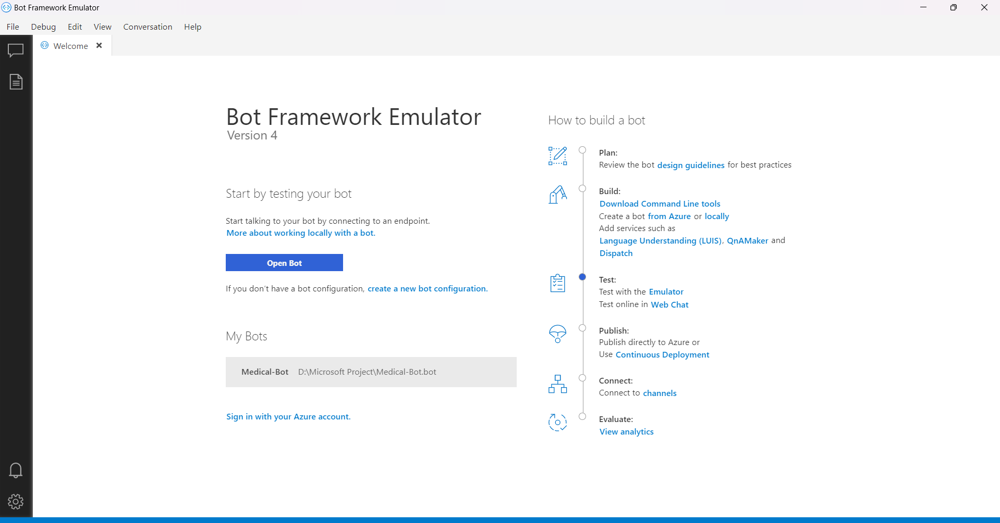 Bot Framework Emulator
File Debug Edit View Conversation Help
Welcome
Bot Framework Emulator
Version 4
Start by testing your bot
Start talking to your bot by connecting to an endpoint.
More about working locally with a bot.
Open Bot
If you don't have a bot configuration, create a new bot configuration.
My Bots
Medical-Bot D:\Microsoft Project\Medical-Bot.bot
Sign in with your Azure account.
How to build a bot
Plan:
Review the bot design guidelines for best practices
Build:
Download Command Line tools
Create a bot from Azure or locally
Add services such as
Language Understanding (LUIS), QnAMaker and
Dispatch
Test:
Test with the Emulator
Test online in Web Chat
Publish:
Publish directly to Azure or
Use Continuous Deployment
Connect:
Connect to channels
Evaluate:
View analytics